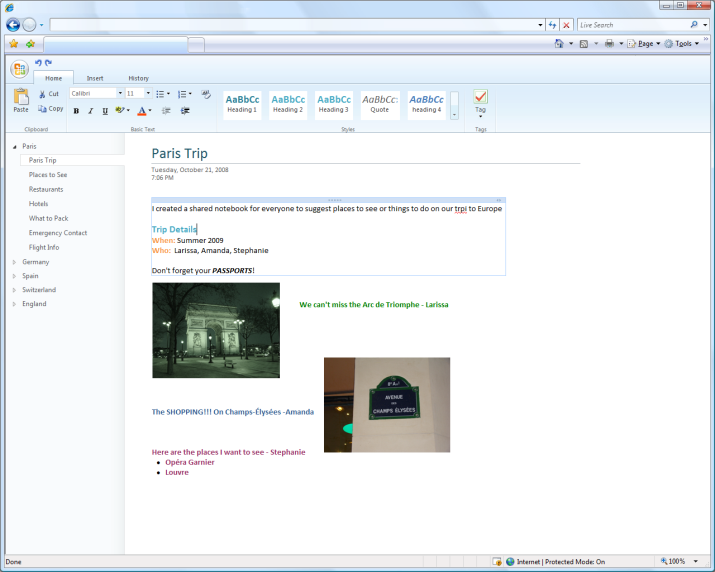 Live Search
Page
Tools
Home Insert History
Paste
Cut
Copy
Clipboard
Calibri 11
B I U
A
Basic Text
AaBbCc AaBbCc AaBbCc AaBbCc AaBbCc
Heading 1 Heading 2 Heading 3 Quote heading 4
Styles
Tag
Tags
Paris
Paris Trip
Places to See
Restaurants
Hotels
What to Pack
Emergency Contact
Flight Info
Germany
Spain
Switzerland
England
Paris Trip
Tuesday, October 21, 2008
7:06 PM
I created a shared notebook for everyone to suggest places to see or things to do on our trpi to Europe
Trip Details
When: Summer 2009
Who: Larissa, Amanda, Stephanie
Don't forget your PASSPORTS!
We can't miss the Arc de Triomphe - Larissa
AVENUE
DES
CHAMPS ÉLYSÉES
The SHOPPING!!! On Champs-Élysées -Amanda
Here are the places I want to see - Stephanie
Opéra Garnier
Louvre
Done
Internet | Protected Mode: On
100%